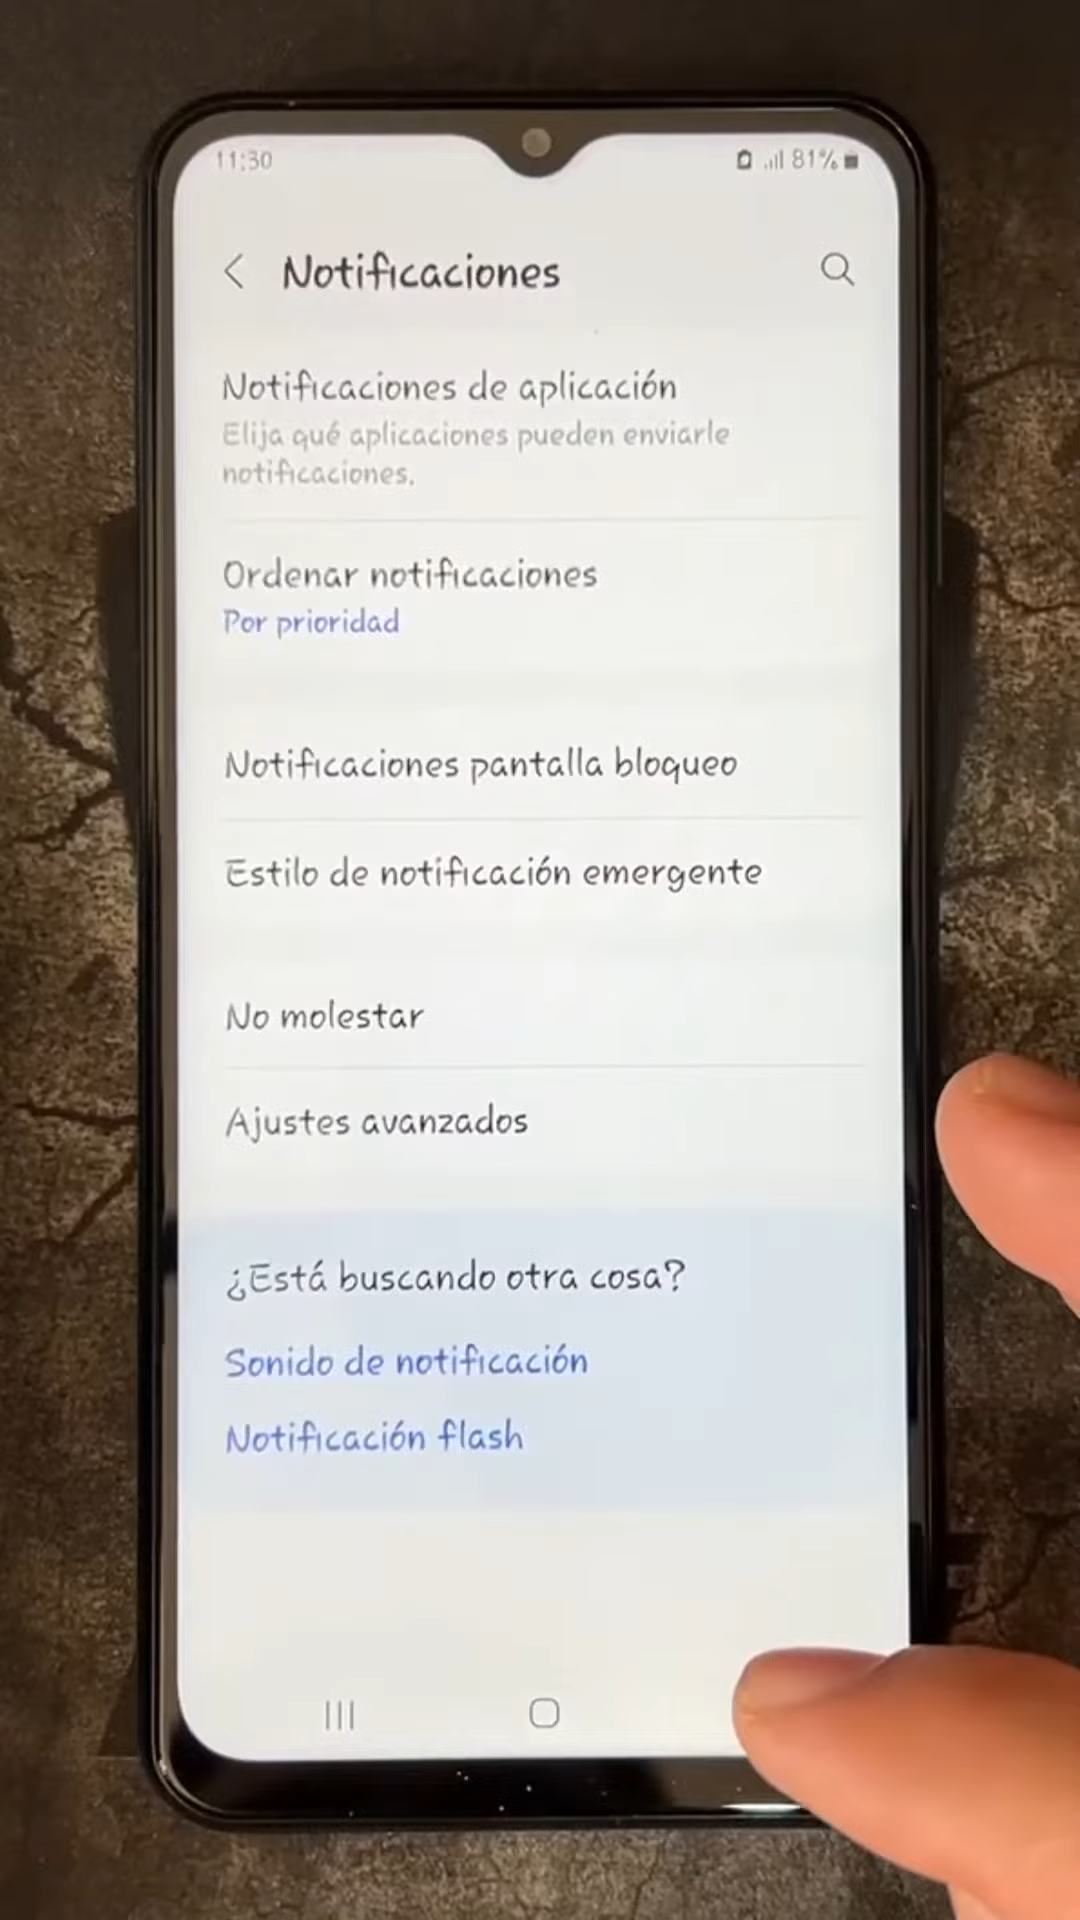 11:30
81%
Notificaciones
Notificaciones de aplicación
Elija qué aplicaciones pueden enviarle
notificaciones.
Ordenar notificaciones
Por prioridad
Notificaciones pantalla bloqueo
Estilo de notificación emergente
No molestar
Ajustes avanzados
¿Está buscando otra cosa?
Sonido de notificación
Notificación flash